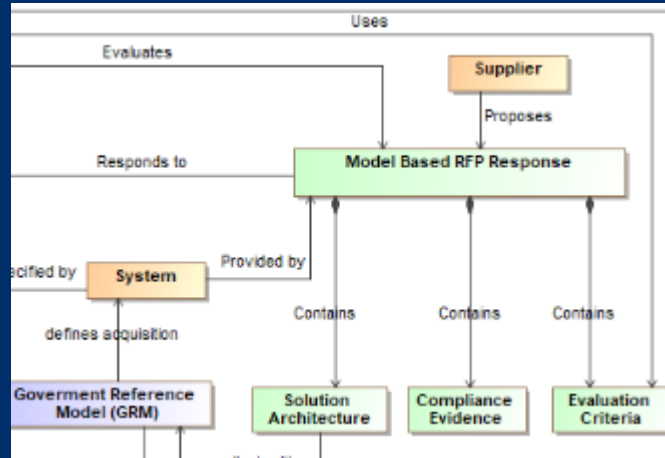 Uses
Evaluates
Supplier
Proposes
Responds to
Model Based RFP Response
ecified by
System
Provided by
defines acquisition
Contains
Contains
Contains
Goverment Reference
Model (GRM)
Solution
Architecture
Compliance
Evidence
Evaluation
Criteria